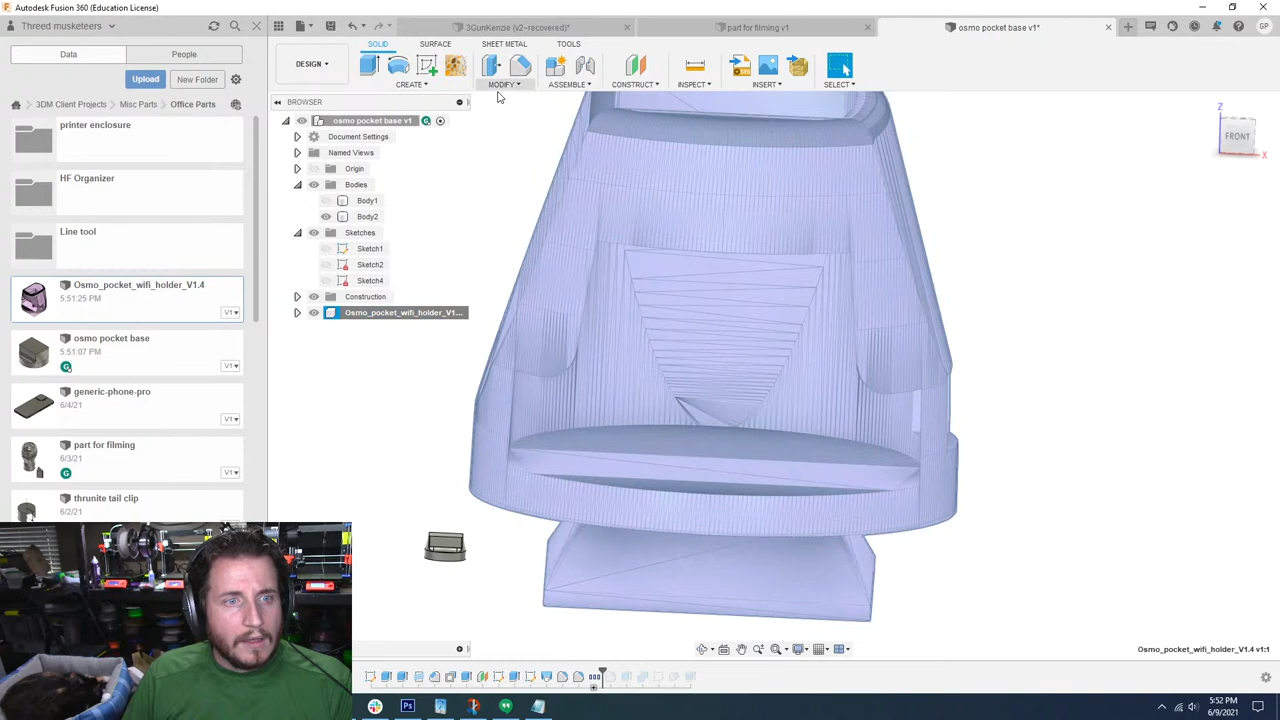 Autodesk Fusion 360 (Education License)
Threed musketeers
3GunKenzie (v2~recovered)*
part for filming v1
osmo pocket base v1*
GP
Data
People
DESIGN
SOLID
SURFACE
SHEET METAL
TOOLS
Upload
New Folder
CREATE
MODIFY
ASSEMBLE
CONSTRUCT
INSPECT
INSERT
SELECT
3DM Client Projects
Misc Parts
Office Parts
BROWSER
printer enclosure
osmo pocket base v1
Document Settings
Named Views
Origin
HF Organizer
Bodies
Body1
Body2
Line tool
Sketches
Sketch1
Sketch2
Sketch4
Construction
Osmo_pocket_wifi_holder_V1...
Osmo_pocket_wifi_holder_V1.4
5:51:25 PM
V1
osmo pocket base
5:51:07 PM
G
V1
generic-phone-pro
6/4/21
V1
part for filming
6/3/21
G
V1
thrunite tail clip
6/2/21
Z
FRONT
X
Osmo_pocket_wifi_holder_V1.4 v1:1
Ps
5:52 PM
6/9/2021